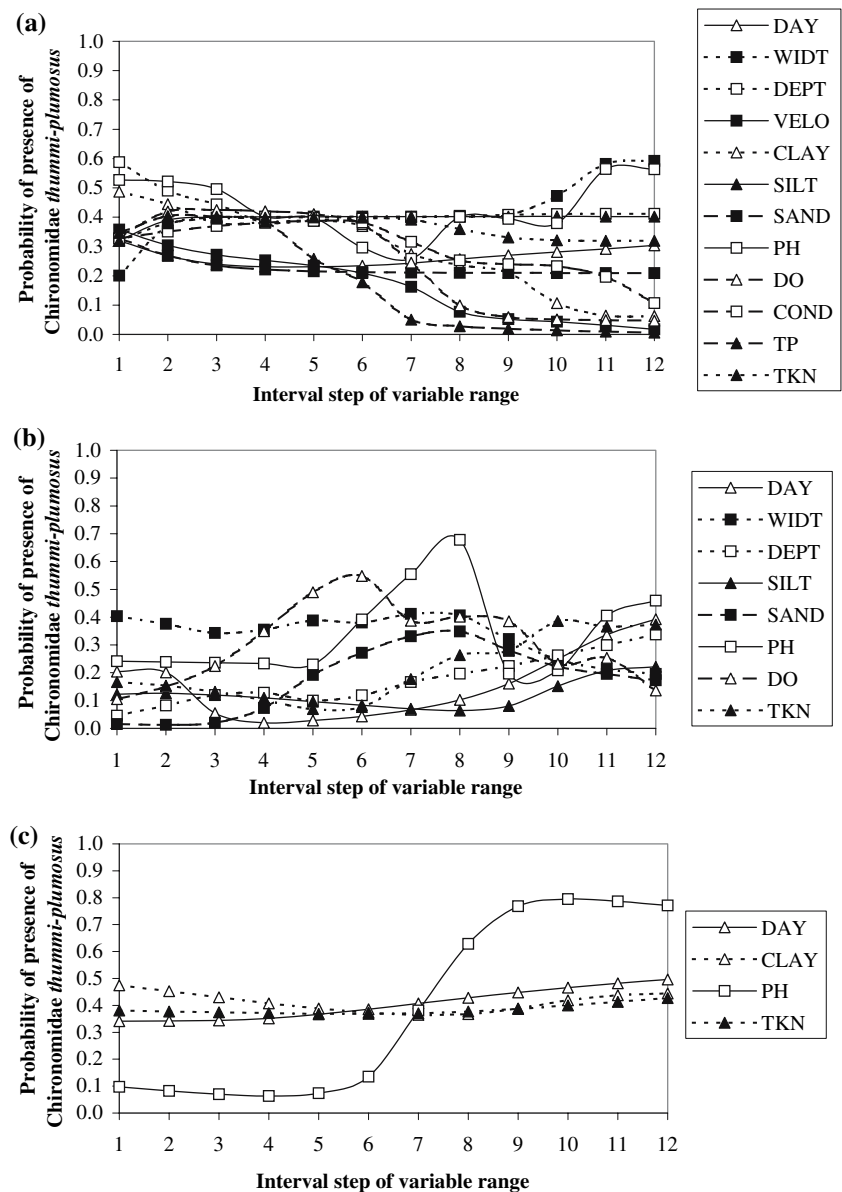 (a)
Probability of presence of
Chironomidae thummi-plumosus
1.0
0.9
0.8
0.7
0.6
0.5
0.4
0.3
0.2
0.1
0.0
1 2 3 4 5 6 7 8 9 10 11 12
Interval step of variable range
DAY
WIDT
DEPT
VELO
CLAY
SILT
SAND
PH
DO
COND
TP
TKN
(b)
Probability of presence of
Chironomidae thummi-plumosus
1.0
0.9
0.8
0.7
0.6
0.5
0.4
0.3
0.2
0.1
0.0
1 2 3 4 5 6 7 8 9 10 11 12
Interval step of variable range
DAY
WIDT
DEPT
SILT
SAND
PH
DO
TKN
(c)
Probability of presence of
Chironomidae thummi-plumosus
1.0
0.9
0.8
0.7
0.6
0.5
0.4
0.3
0.2
0.1
0.0
1 2 3 4 5 6 7 8 9 10 11 12
Interval step of variable range
DAY
CLAY
PH
TKN